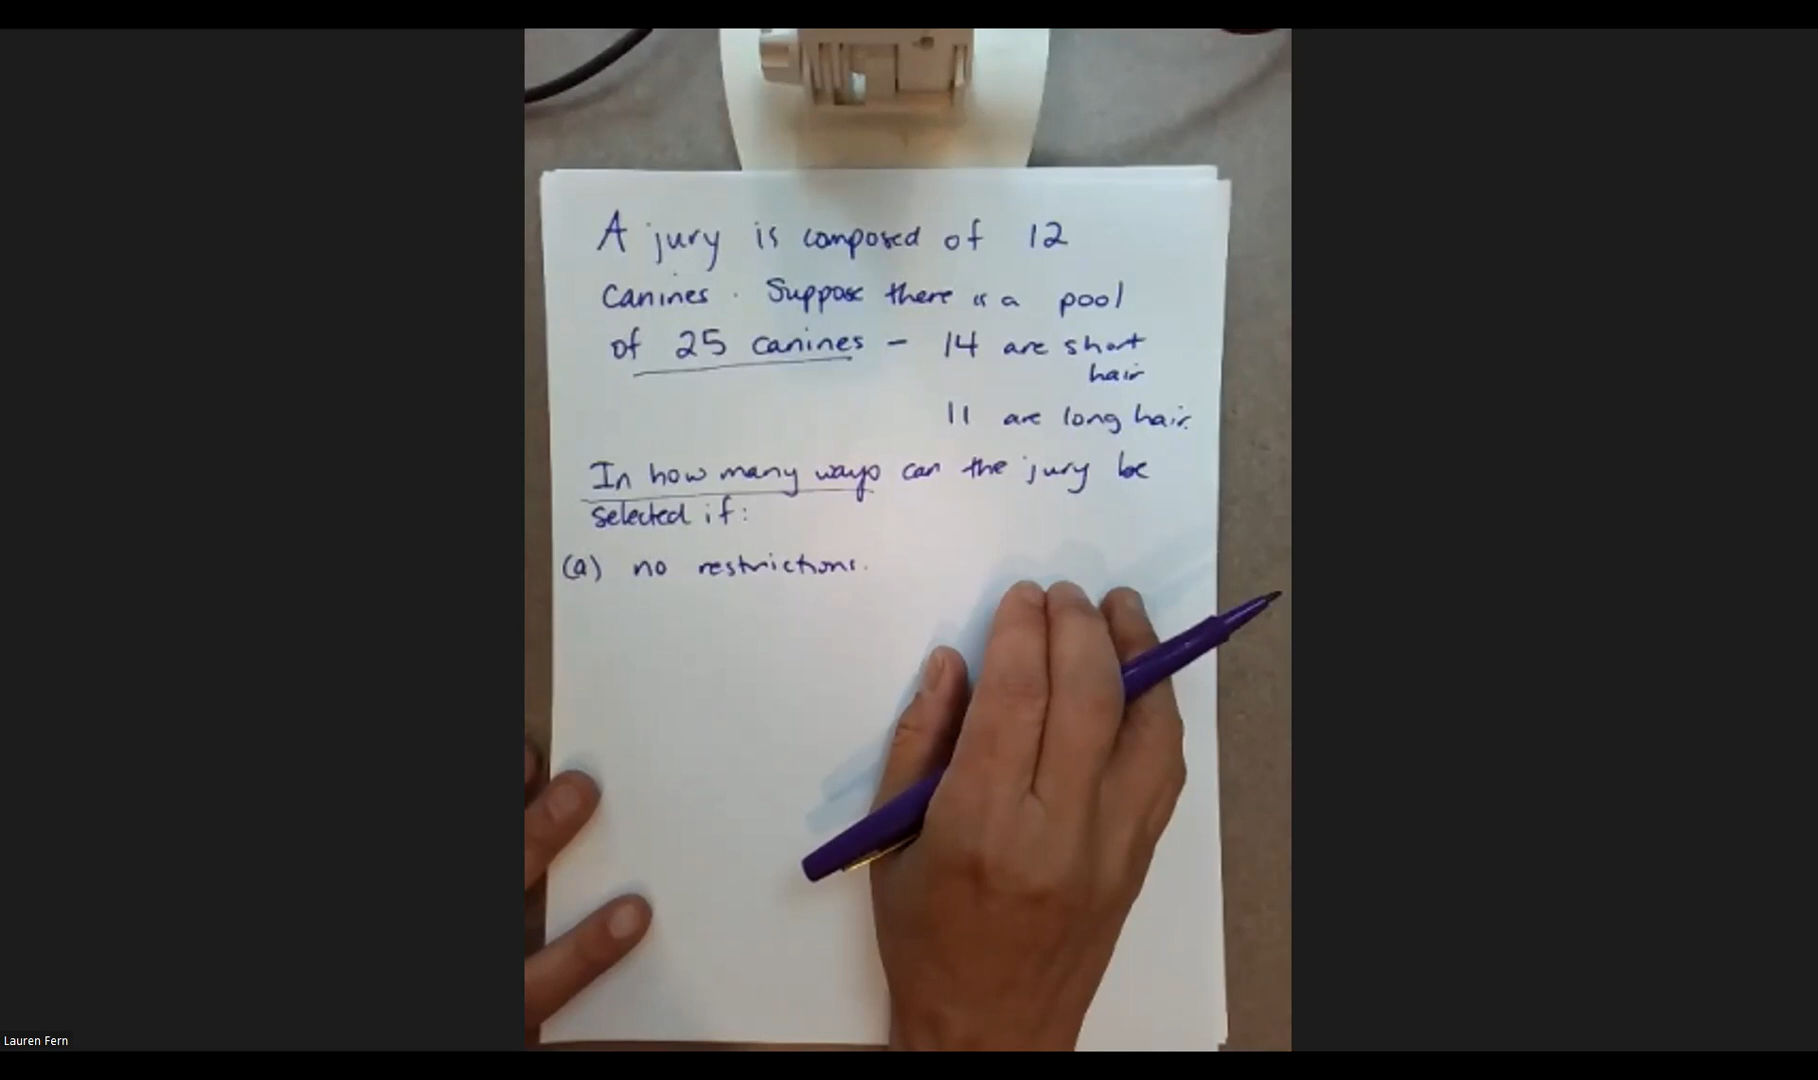 A jury is composed of 12
Canines. Suppose there is a pool
of 25 canines - 14 are short
hair
11 are long hair.
In how many ways can the jury be
selected if:
(a) no restrictions.
Lauren Fern